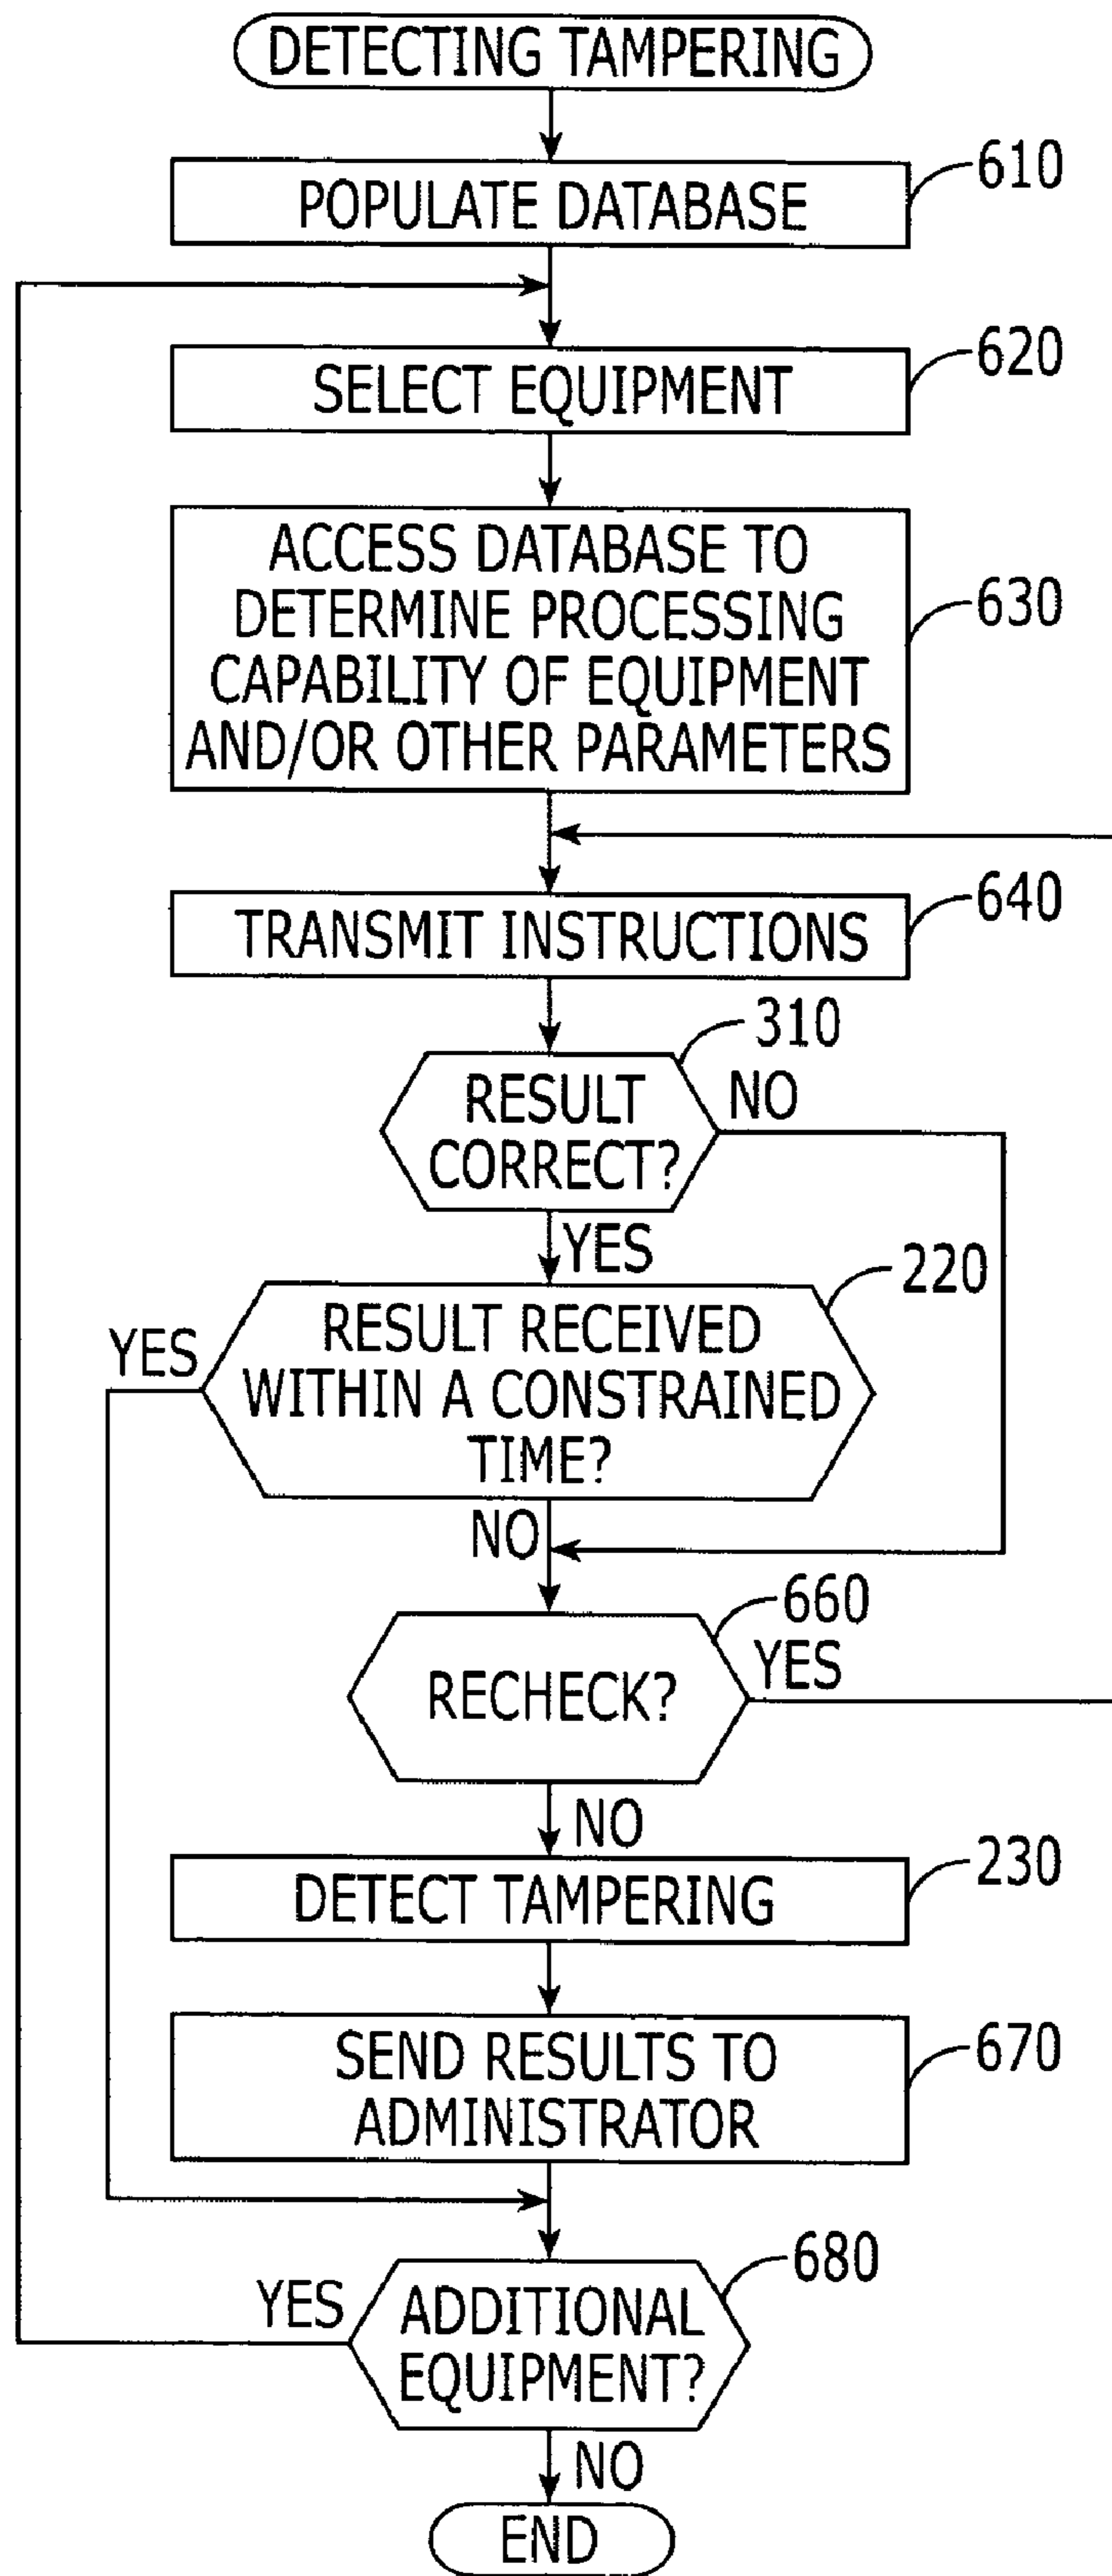 DETECTING TAMPERING
610
POPULATE DATABASE
620
SELECT EQUIPMENT
ACCESS DATABASE TO
DETERMINE PROCESSING
630
CAPABILITY OF EQUIPMENT
AND/OR OTHER PARAMETERS
640
TRANSMIT INSTRUCTIONS
310
RESULT
CORRECT?
NO
YES
220
RESULT RECEIVED
WITHIN A CONSTRAINED
TIME?
YES
NO
660
RECHECK?
YES
NO
230
DETECT TAMPERING
SEND RESULTS TO
ADMINISTRATOR
670
680
ADDITIONAL
EQUIPMENT?
YES
NO
END